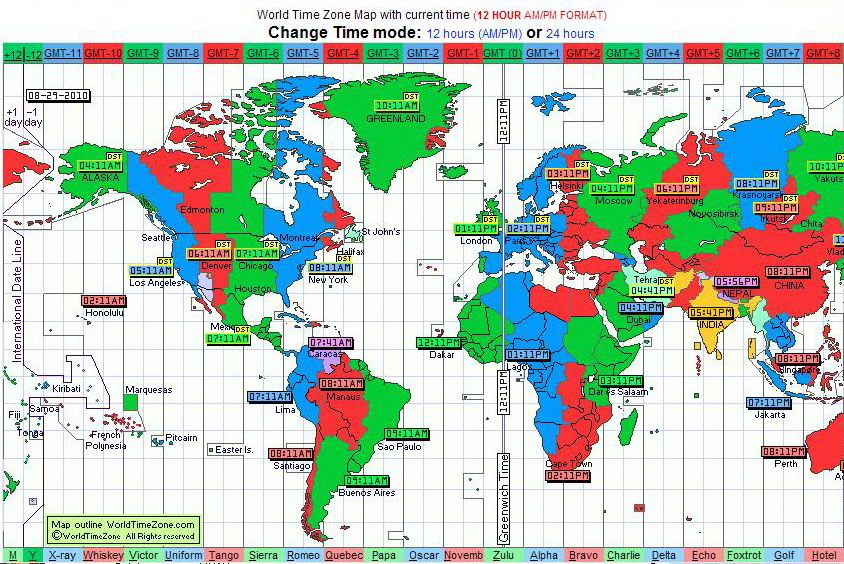 World Time Zone Map with current time (12 HOUR AM/PM FORMAT)
Change Time mode: 12 hours (AM/PM) or 24 hours
+12 -12 GMT-11 GMT-10 GMT-9 GMT-8 GMT-7 GMT-6 GMT-5 GMT-4 GMT-3 GMT-2 GMT-1 GMT (0) GMT+1 GMT+2 GMT+3 GMT+4 GMT+5 GMT+6 GMT+7 GMT+8
08-29-2010
+1 -1
day day
12:11PM
DST
10:11AM
GREENLAND
DST
04:11AM
ALASKA
DST
03:11PM
Helsinki
DST
04:11PM
Moscow
DST
06:11PM
Yekaterinburg
DST
08:11PM
Krasnojarsk
DST
09:11PM
Irkuts
10:11PM
Yakuts
Novosibirsk
Chita
Edmonton
Seattle
Montreal
St John's
Halifax
DST
01:11PM
London
DST
02:11PM
Paris
DST
05:11AM
Los Angeles
DST
06:11AM
Denver
DST
07:11AM
Chicago
Houston
DST
08:11AM
New York
Vlad
International Date Line
02:11AM
Honolulu
DST
07:11AM
Tehra
DST
04:41PM
04:11PM
Dubai
05:56PM
NEPAL
05:41PM
INDIA
08:11PM
CHINA
07:41AM
Caracas
12:11PM
Dakar
01:11PM
Lagos
08:11PM
Singapore
Kiribati
Marquesas
Samoa
Fiji
Tonga
French
Polynesia
Pitcairn
Easter Is.
07:11AM
Lima
08:11AM
Manaus
12:11PM
03:11PM
Dar es Salaam
07:11PM
Jakarta
09:11AM
Sao Paulo
08:11AM
Santiago
09:11AM
Buenos Aires
Greenwich Time
Cape Town
02:11PM
08:11PM
Perth
Map outline WorldTimeZone.com
©WorldTimeZone All Rights reserved
M Y X-ray Whiskey Victor Uniform Tango Sierra Romeo Quebec Papa Oscar Novemb Zulu Alpha Bravo Charlie Delta Echo Foxtrot Golf Hotel